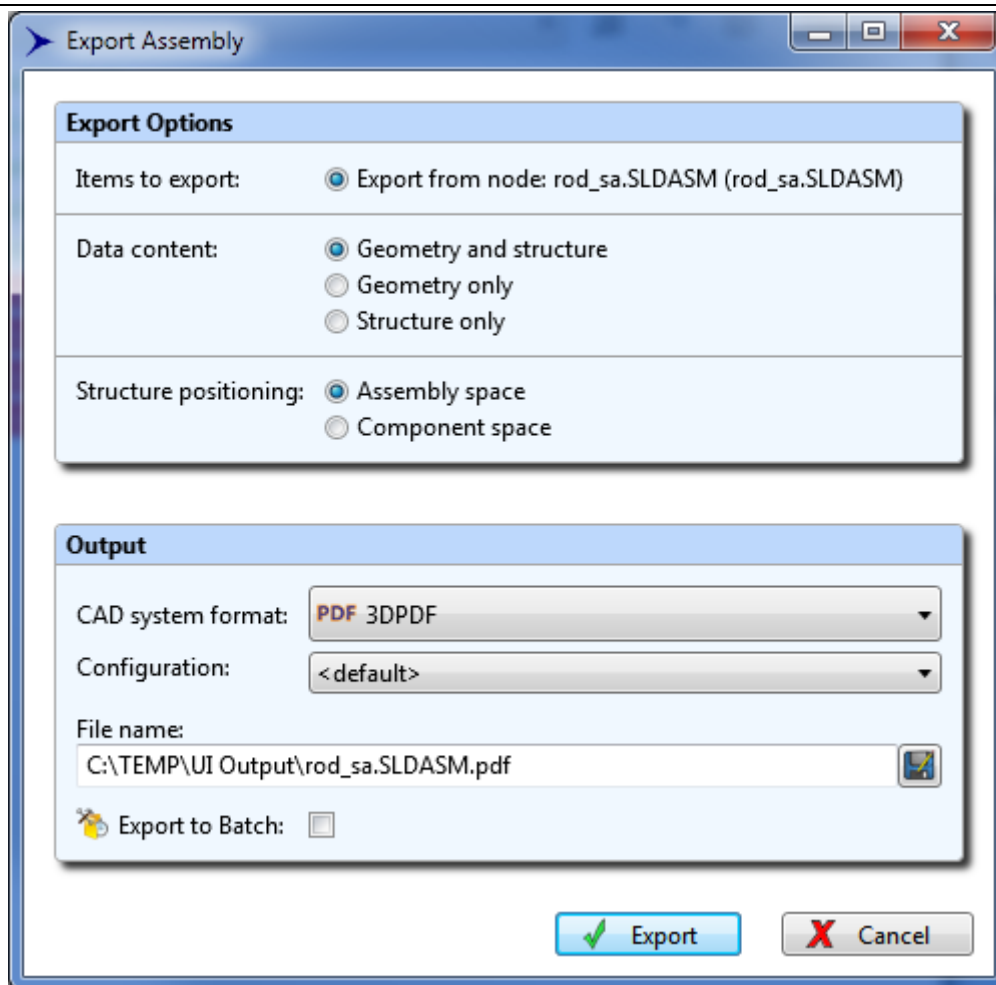 Export Assembly
Export Options
Items to export: Export from node: rod_sa.SLDASM (rod_sa.SLDASM)
Data content: Geometry and structure
Geometry only
Structure only
Structure positioning: Assembly space
Component space
Output
CAD system format: PDF 3DPDF
Configuration: <default>
File name:
C:\TEMP\UI Output\rod_sa.SLDASM.pdf
Export to Batch:
Export Cancel